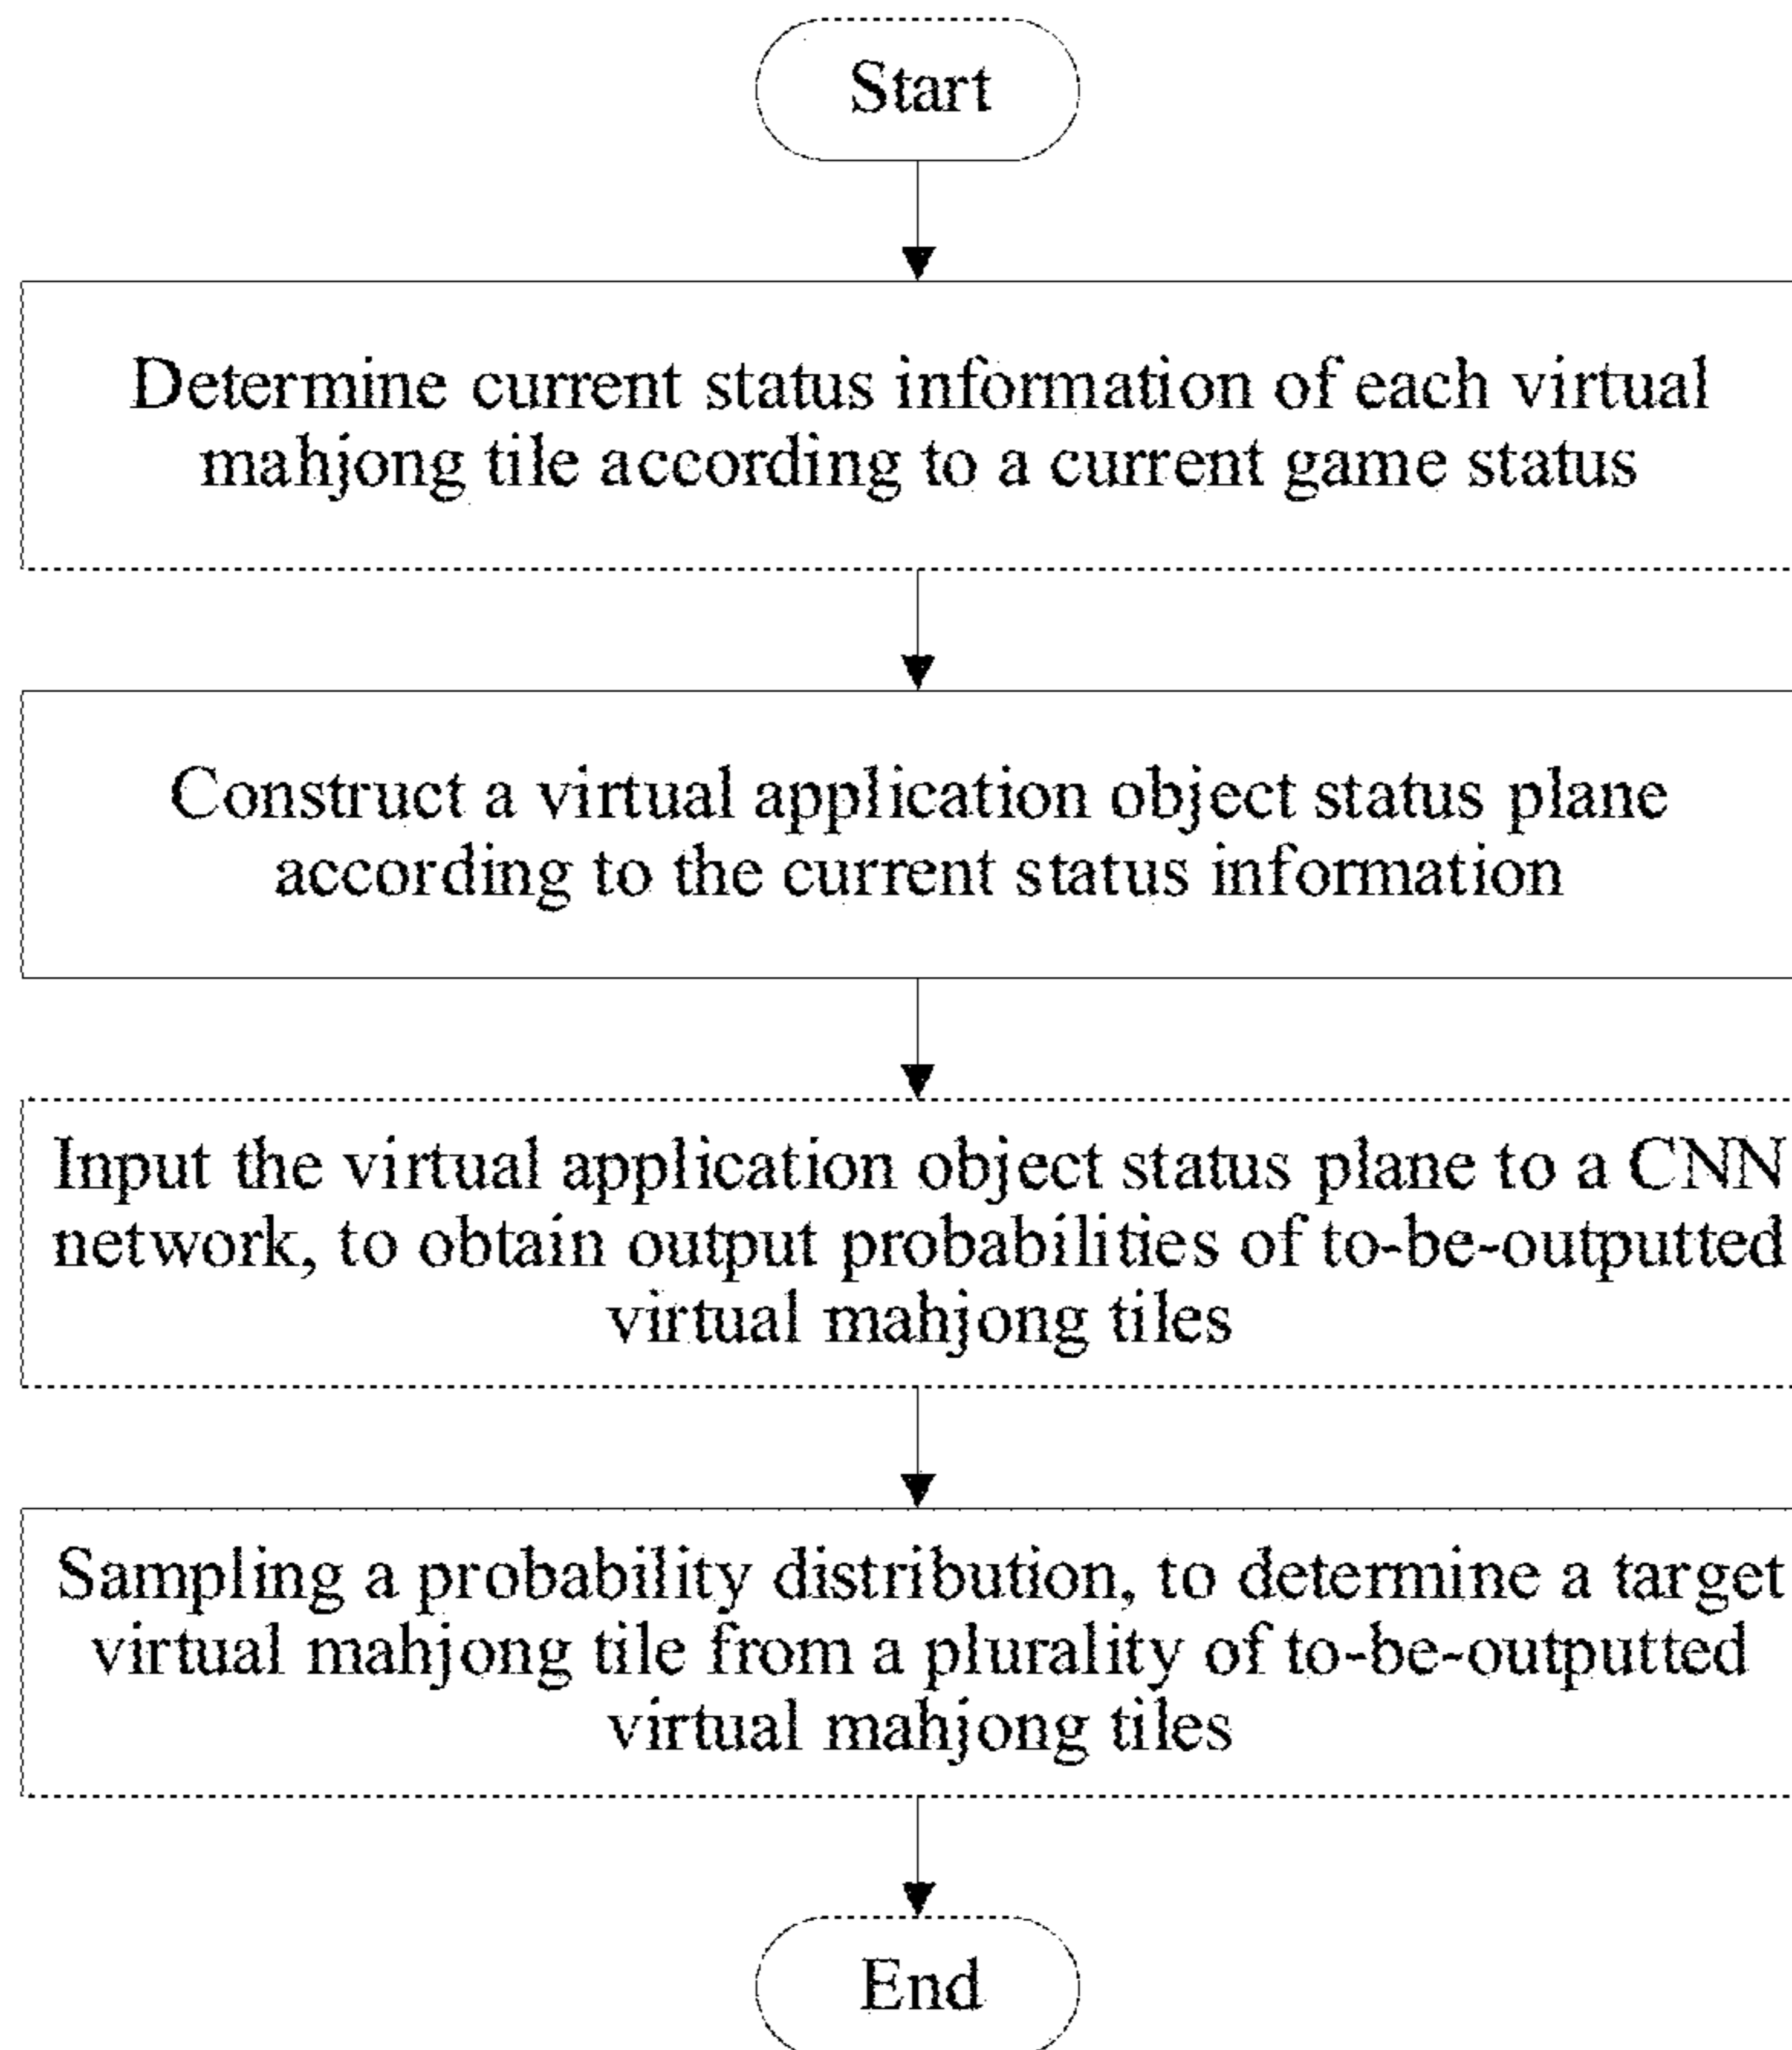 Start
Determine current status information of each virtual
mahjong tile according to a current game status
Construct a virtual application object status plane
according to the current status information
Input the virtual application object status plane to a CNN
network, to obtain output probabilities of to-be-outputted
virtual mahjong tiles
Sampling a probability distribution, to determine a target
virtual mahjong tile from a plurality of to-be-outputted
virtual mahjong tiles
End